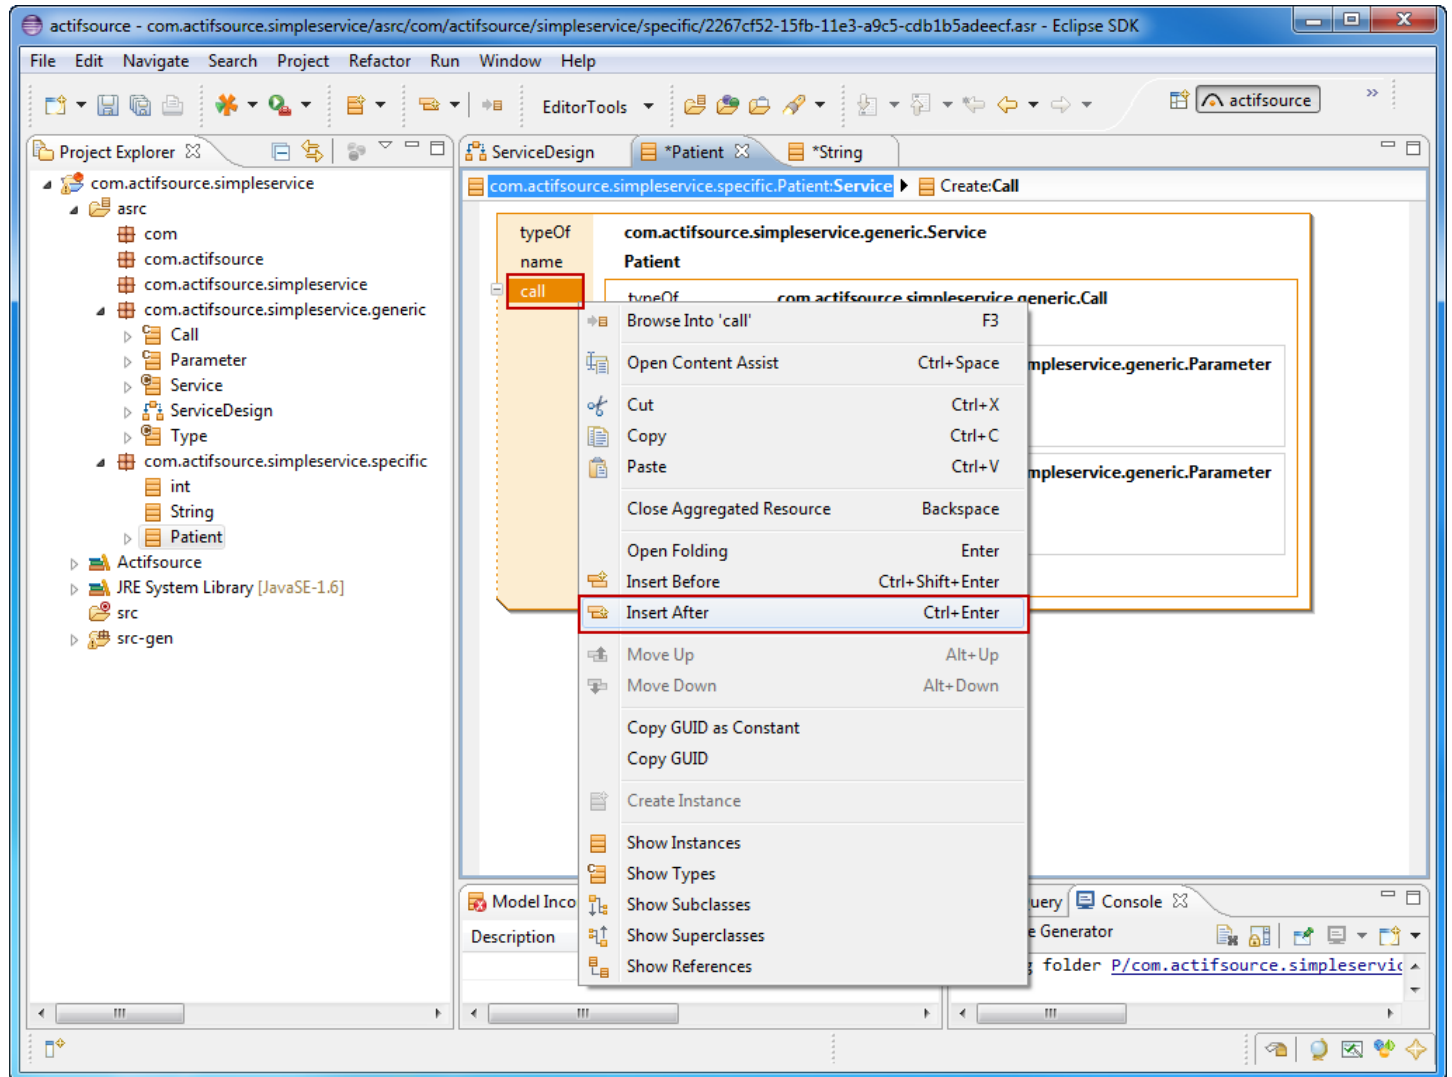 actifsource - com.actifsource.simpleservice/asrc/com/actifsource/simpleservice/specific/2267cf52-15fb-11e3-a9c5-cdb1b5adeecf.asr - Eclipse SDK
File Edit Navigate Search Project Refactor Run Window Help
EditorTools
actifsource
Project Explorer
com.actifsource.simpleservice
asrc
com
com.actifsource
com.actifsource.simpleservice
com.actifsource.simpleservice.generic
Call
Parameter
Service
ServiceDesign
Type
com.actifsource.simpleservice.specific
int
String
Patient
Actifsource
JRE System Library [JavaSE-1.6]
src
src-gen
ServiceDesign
*Patient
*String
com.actifsource.simpleservice.specific.Patient:Service
Create:Call
typeOf com.actifsource.simpleservice.generic.Service
name Patient
call
typeOf com.actifsource.simpleservice.generic.Call
mpleservice.generic.Parameter
mpleservice.generic.Parameter
Browse Into 'call' F3
Open Content Assist Ctrl+Space
Cut Ctrl+X
Copy Ctrl+C
Paste Ctrl+V
Close Aggregated Resource Backspace
Open Folding Enter
Insert Before Ctrl+Shift+Enter
Insert After Ctrl+Enter
Move Up Alt+Up
Move Down Alt+Down
Copy GUID as Constant
Copy GUID
Create Instance
Show Instances
Show Types
Show Subclasses
Show Superclasses
Show References
Model Inco
Description
uery
Console
e Generator
folder P/com.actifsource.simpleservic